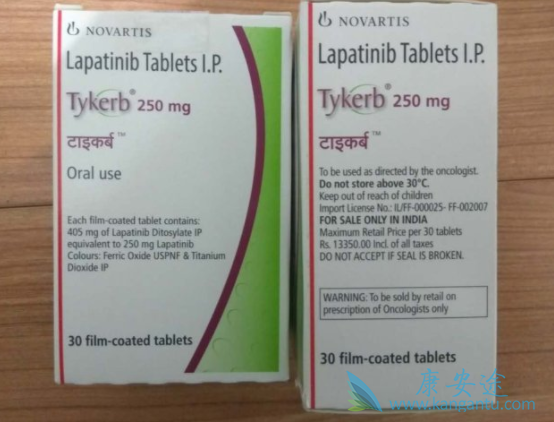 NOVARTIS
Lapatinib Tablets I.P.
Tykerb® 250 mg
टाइकर्ब™
Oral use
Each film-coated tablet contains:
405 mg of Lapatinib Ditosylate IP
equivalent to 250 mg Lapatinib
Colours: Ferric Oxide USPNF & Titanium
Dioxide IP
30 film-coated tablets
NOVARTIS
Lapatinib Tablets I.P.
Tykerb® 250 mg
टाइकर्ब™
To be used as directed by the oncologist.
Do not store above 30°C.
Keep out of reach of children
Import License No.: IL/FF-000025- FF-002007
FOR SALE ONLY IN INDIA
Maximum Retail Price per 30 tablets
Rs. 13350.00 Incl. of all taxes
DO NOT ACCEPT IF SEAL IS BROKEN.
WARNING: To be sold by retail on
prescription of Oncologists only
30 film-coated tablets
康安途